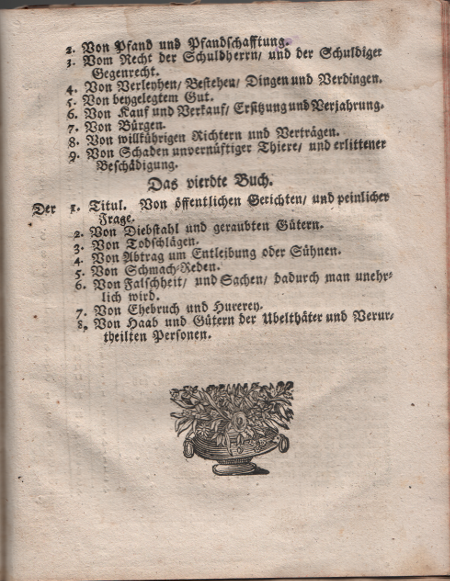 2. Von Pfand und Pfandschafftung.
3. Vom Recht der Schuldherrn/ und der Schuldiger
Gegenrecht.
4. Von Verleyhen/ Bestehen/ Dingen und Verdingen.
5. Von beygelegtem Gut.
6. Von Kauf und Verkauf/ Ersitzung und Verjahrung.
7. Von Bürgen.
8. Von willkührigen Richtern und Verträgen.
9. Von Schaden unvernüftiger Thiere/ und erlittener
Beschädigung.
Das vierdte Buch.
Der 1. Titul. Von öffentlichen Gerichten/ und peinlicher
Frage.
2. Von Diebstahl und geraubten Gütern.
3. Von Todschlägen.
4. Von Abtrag um Entleibung oder Sühnen.
5. Von Schmach-Reden.
6. Von Falschheit/ und Sachen/ dadurch man unehr-
lich wird.
7. Von Ehebruch und Hurerey.
8. Von Haab und Gütern der Ubelthäter und Verur-
theilten Personen.